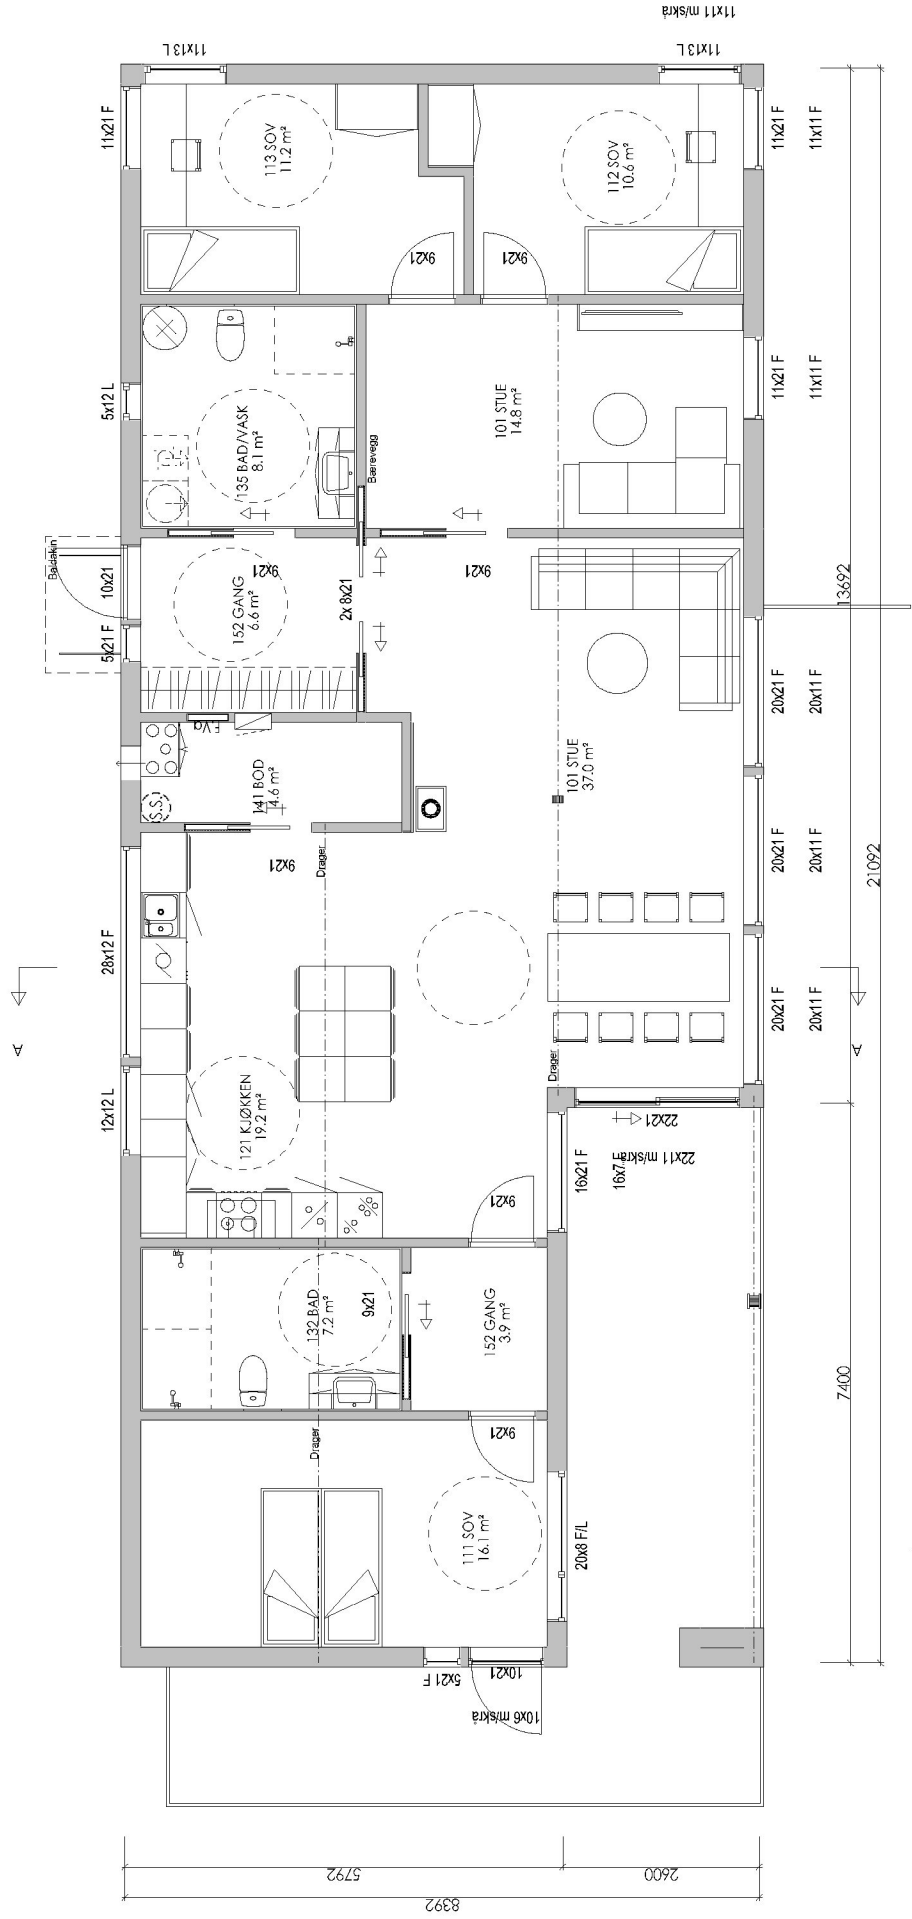 11x11 m/skrå
11x13 L
11x13 L
11x21 F
113 SOV
11.2 m²
112 SOV
10.6 m²
11x21 F
11x11 F
9x21
9x21
5x12 L
135 BAD/VASK
8.1 m²
Bærevegg
101 STUE
14.8 m²
11x21 F
11x11 F
Baldakin
10x21
5x21 F
152 GANG
6.6 m²
9x21
2x 8x21
9x21
13692
F.Va
S.S.
141 BOD
4.6 m²
9x21
Drager
101 STUE
37.0 m²
20x21 F
20x11 F
20x21 F
20x11 F
21092
28x12 F
A
A
20x21 F
20x11 F
Drager
12x12 L
121 KJØKKEN
19.2 m²
22x21
22x11 m/skrå
16x21 F
16x7 F
9x21
132 BAD
7.2 m²
9x21
152 GANG
3.9 m²
7400
Drager
9x21
111 SOV
16.1 m²
20x8 F/L
5x21 F
10x21
10x6 m/skrå
5792
2600
8392